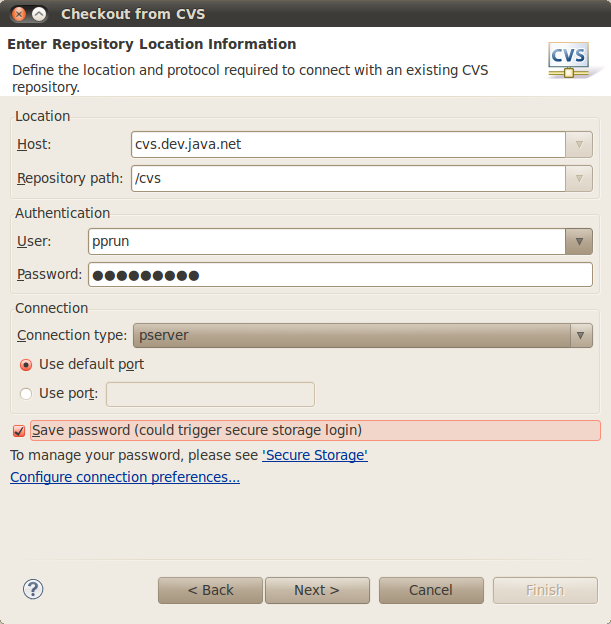 Checkout from CVS
Enter Repository Location Information
Define the location and protocol required to connect with an existing CVS
repository.
CVS
Location
Host: cvs.dev.java.net
Repository path: /cvs
Authentication
User: pprun
Password: ●●●●●●●●●
Connection
Connection type: pserver
Use default port
Use port:
Save password (could trigger secure storage login)
To manage your password, please see 'Secure Storage'
Configure connection preferences...
? < Back Next > Cancel Finish